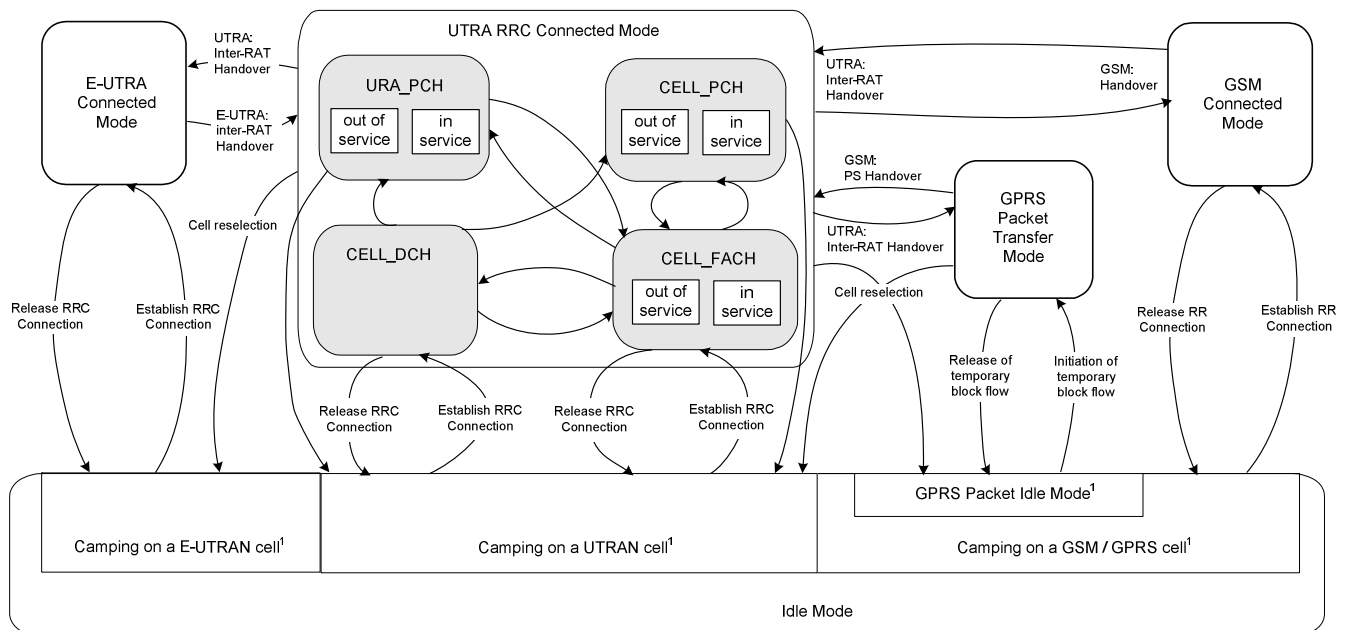 UTRA RRC Connected Mode
E-UTRA
Connected
Mode
UTRA:
Inter-RAT
Handover
E-UTRA:
inter-RAT
Handover
URA_PCH
out of
service
in
service
CELL_PCH
out of
service
in
service
CELL_DCH
CELL_FACH
out of
service
in
service
UTRA:
Inter-RAT
Handover
GSM:
Handover
GSM
Connected
Mode
GSM:
PS Handover
UTRA:
Inter-RAT Handover
GPRS
Packet
Transfer
Mode
Cell reselection
Cell reselection
Release RRC
Connection
Establish RRC
Connection
Release RRC
Connection
Establish RRC
Connection
Release RRC
Connection
Establish RRC
Connection
Release of
temporary
block flow
Initiation of
temporary
block flow
Release RR
Connection
Establish RR
Connection
GPRS Packet Idle Mode¹
Camping on a E-UTRAN cell¹
Camping on a UTRAN cell¹
Camping on a GSM / GPRS cell¹
Idle Mode